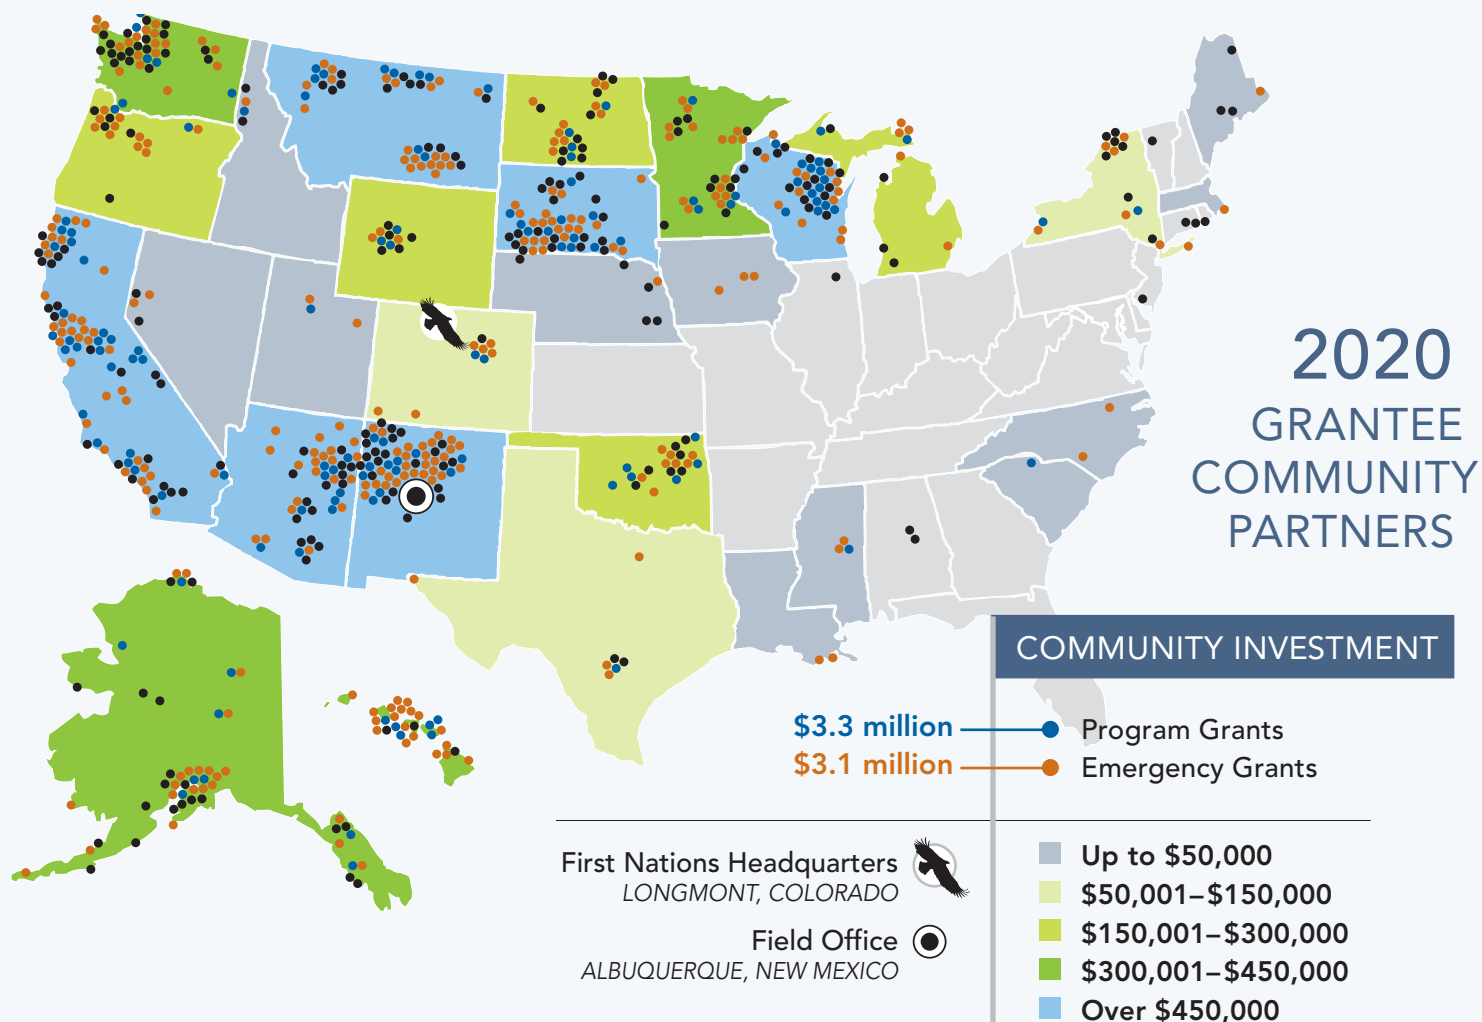 2020
GRANTEE
COMMUNITY
PARTNERS
COMMUNITY INVESTMENT
$3.3 million
Program Grants
$3.1 million
Emergency Grants
First Nations Headquarters
LONGMONT, COLORADO
Field Office
ALBUQUERQUE, NEW MEXICO
Up to $50,000
$50,001–$150,000
$150,001–$300,000
$300,001–$450,000
Over $450,000